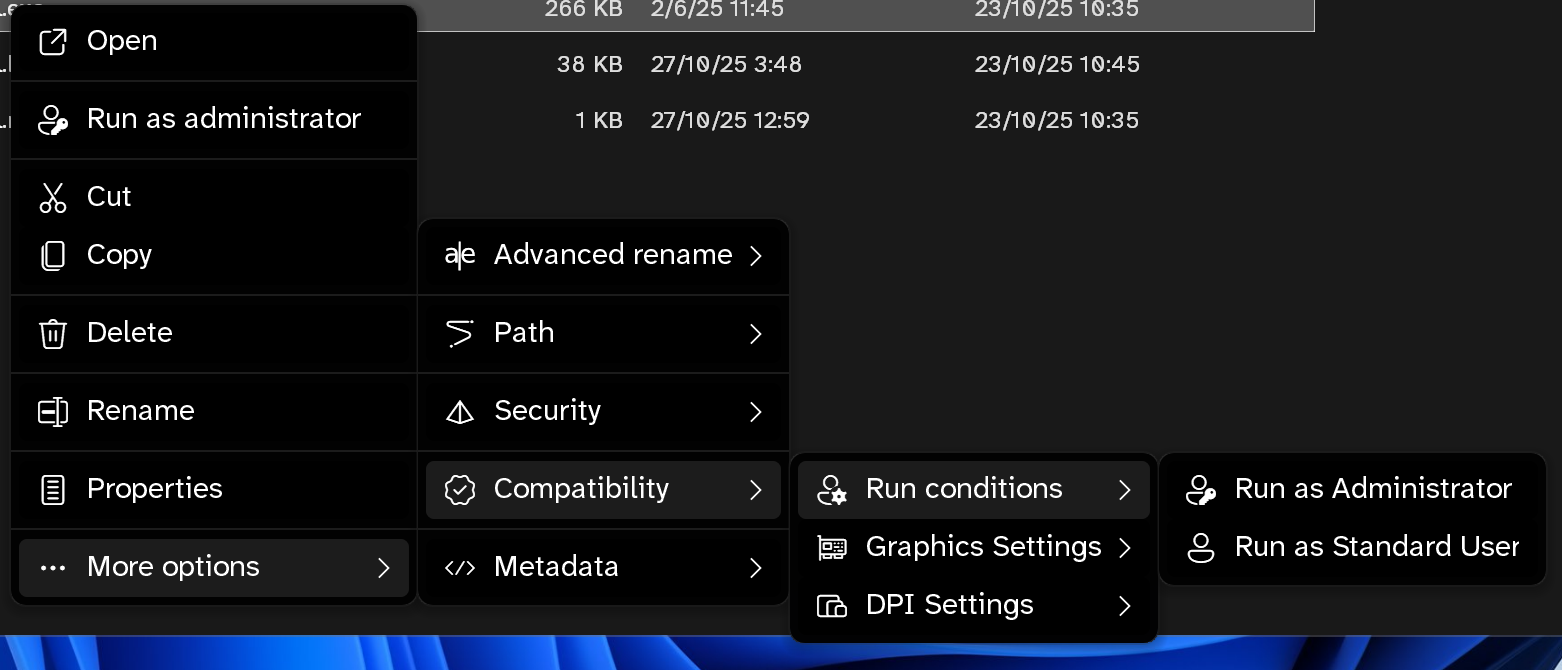 266 KB 2/6/25 11:45 23/10/25 10:35
38 KB 27/10/25 3:48 23/10/25 10:45
1 KB 27/10/25 12:59 23/10/25 10:35
Open
Run as administrator
Cut
Copy
Delete
Rename
Properties
More options
Advanced rename
Path
Security
Compatibility
Metadata
Run conditions
Graphics Settings
DPI Settings
Run as Administrator
Run as Standard User